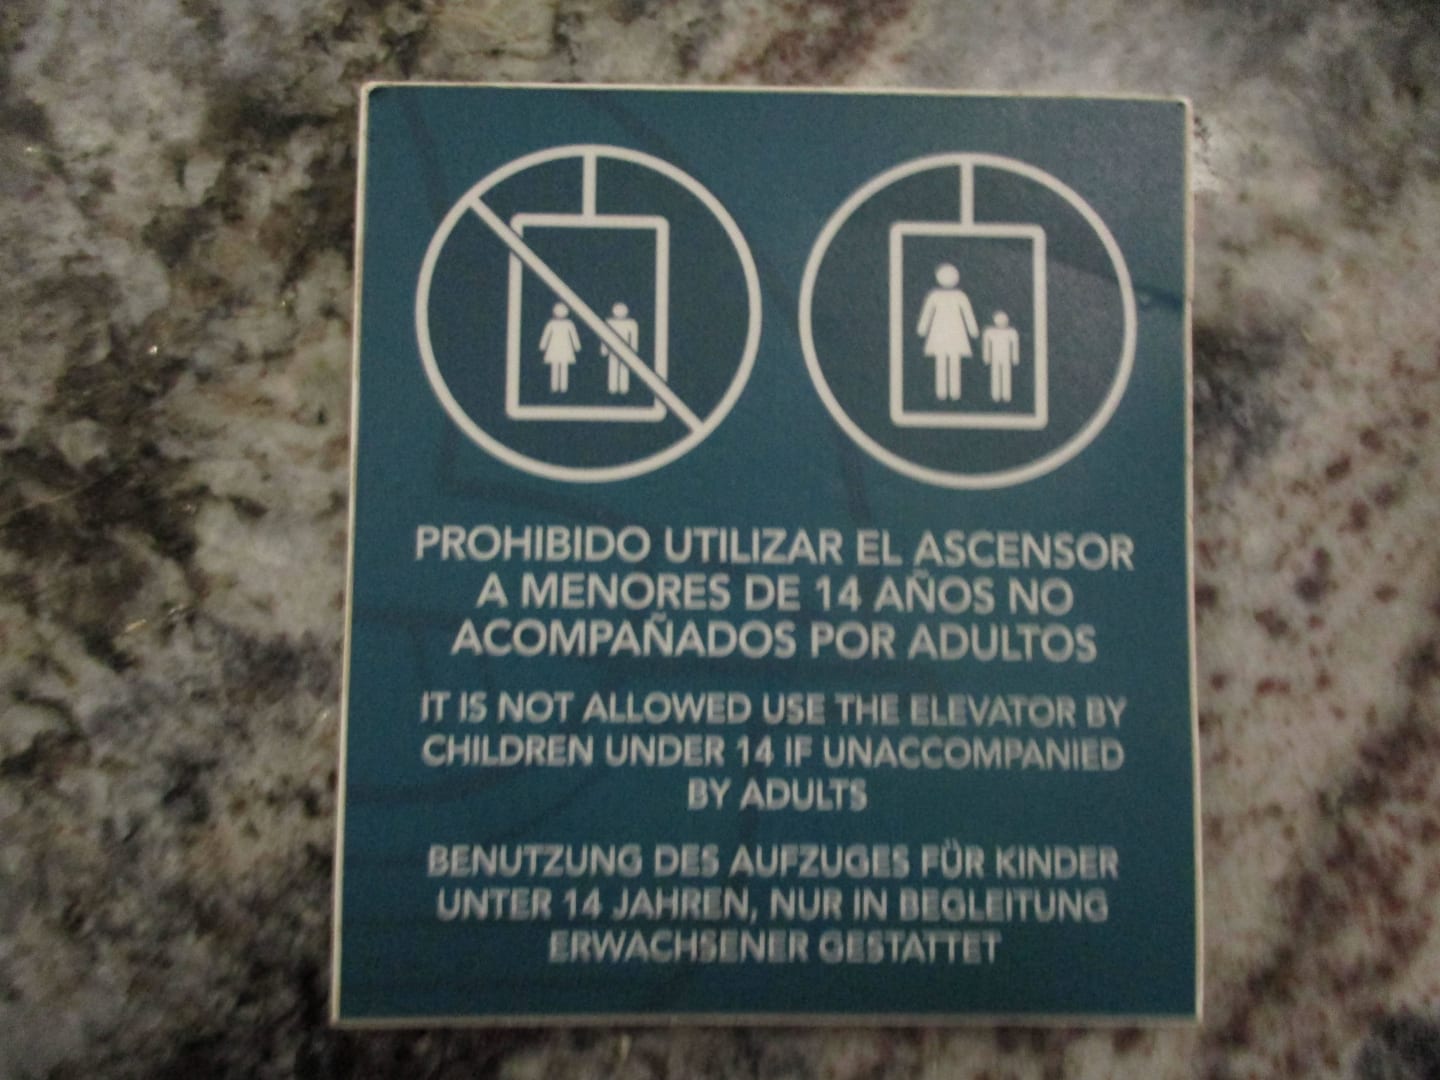 PROHIBIDO UTILIZAR EL ASCENSOR
A MENORES DE 14 AÑOS NO
ACOMPAÑADOS POR ADULTOS
IT IS NOT ALLOWED USE THE ELEVATOR BY
CHILDREN UNDER 14 IF UNACCOMPANIED
BY ADULTS
BENUTZUNG DES AUFZUGES FÜR KINDER
UNTER 14 JAHREN, NUR IN BEGLEITUNG
ERWACHSENER GESTATTET